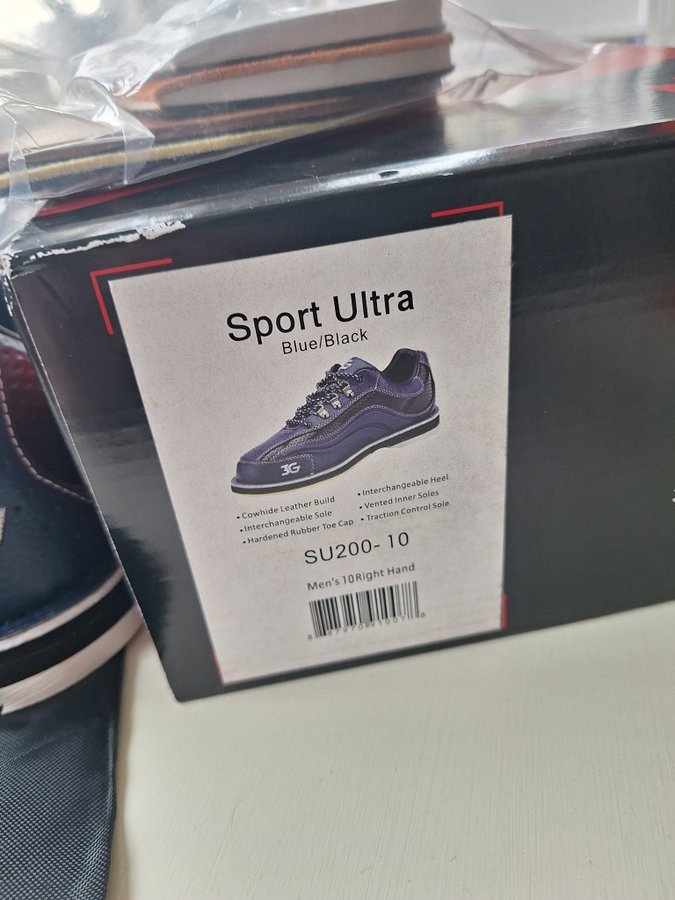 Sport Ultra
Blue/Black
3G
3G
• Cowhide Leather Build
• Interchangeable Sole
• Hardened Rubber Toe Cap
• Interchangeable Heel
• Vented Inner Soles
• Traction Control Sole
SU200- 10
Men's 10Right Hand